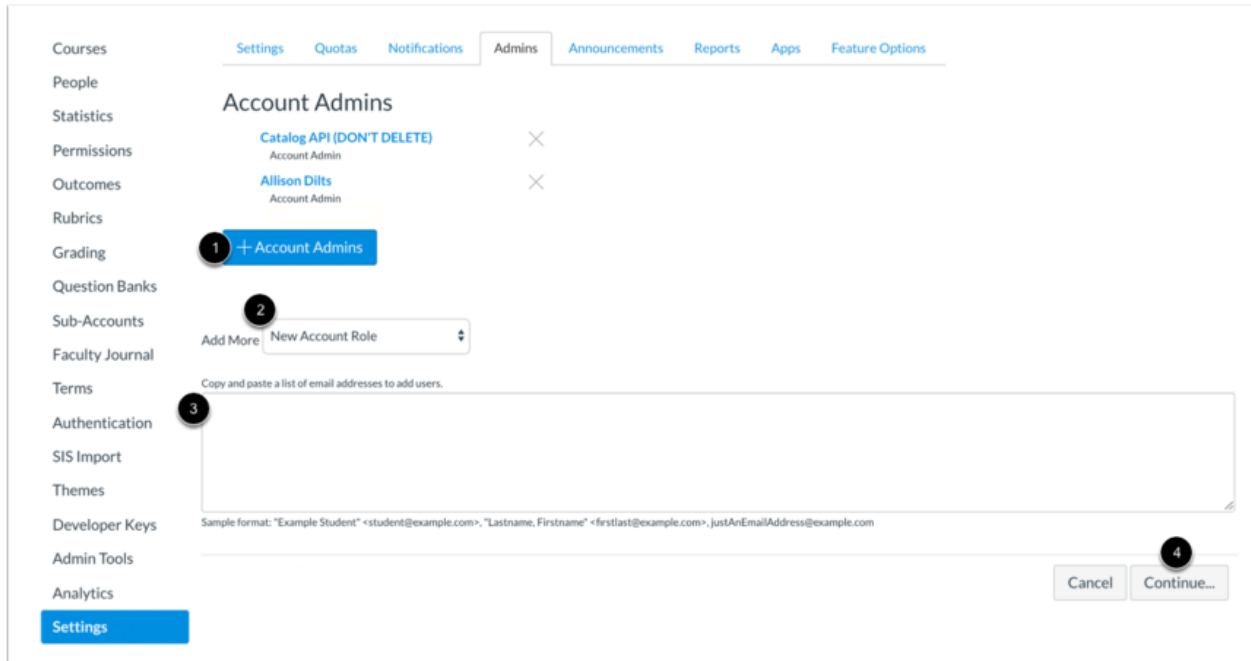 Courses
People
Statistics
Permissions
Outcomes
Rubrics
Grading
Question Banks
Sub-Accounts
Faculty Journal
Terms
Authentication
SIS Import
Themes
Developer Keys
Admin Tools
Analytics
Settings
Settings Quotas Notifications Admins Announcements Reports Apps Feature Options
Account Admins
Catalog API (DON'T DELETE)
Account Admin
Allison Dilts
Account Admin
1 + Account Admins
2
Add More New Account Role
Copy and paste a list of email addresses to add users.
3
Sample format: "Example Student" <student@example.com>, "Lastname, Firstname" <firstlast@example.com>, justAnEmailAddress@example.com
4
Cancel Continue...